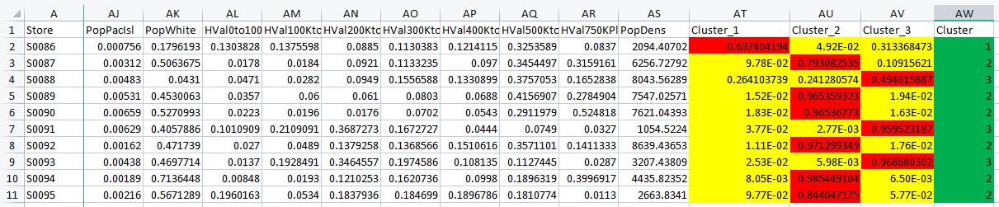 A AJ AK AL AM AN AO AP AQ AR AS AT AU AV AW
1 Store PopPacIsl PopWhite HVal0to100 HVal100Kto HVal200Kto HVal300Kto HVal400Kto HVal500Kto HVal750KPl PopDens Cluster_1 Cluster_2 Cluster_3 Cluster
2 S0086 0.000756 0.1796193 0.1303828 0.1375598 0.0885 0.1130383 0.1214115 0.3253589 0.0837 2094.40702 0.637404194 4.92E-02 0.313368473 1
3 S0087 0.00312 0.5063675 0.0178 0.0184 0.0921 0.1133235 0.097 0.3454497 0.3159161 6256.72792 9.78E-02 0.793082535 0.10915621 2
4 S0088 0.00483 0.0431 0.0471 0.0282 0.0949 0.1556588 0.1330899 0.3757053 0.1652838 8043.56289 0.264103739 0.241280574 0.494615687 3
5 S0089 0.00531 0.4530063 0.0357 0.06 0.061 0.0803 0.0688 0.4156907 0.2784904 7547.02571 1.52E-02 0.965359323 1.94E-02 2
6 S0090 0.00659 0.5270993 0.0223 0.0196 0.0176 0.0702 0.0543 0.2911979 0.524818 7621.04393 1.83E-02 0.96536773 1.63E-02 2
7 S0091 0.00629 0.4057886 0.1010909 0.2109091 0.3687273 0.1672727 0.0444 0.0749 0.0327 1054.5224 3.77E-02 2.77E-03 0.959523187 3
8 S0092 0.00162 0.471739 0.027 0.0489 0.1379258 0.1368566 0.1510616 0.3571101 0.1411333 8639.43653 1.11E-02 0.971299349 1.76E-02 2
9 S0093 0.00438 0.4697714 0.0137 0.1928491 0.3464557 0.1974586 0.108135 0.1127445 0.0287 3207.43809 2.53E-02 5.98E-03 0.968680302 3
10 S0094 0.00189 0.7136448 0.00848 0.0193 0.1210253 0.1620736 0.0998 0.1896319 0.3996917 4435.82352 8.05E-03 0.985449104 6.50E-03 2
11 S0095 0.00216 0.5671289 0.1960163 0.0534 0.1837936 0.184699 0.1896786 0.1810774 0.0113 2663.8341 9.77E-02 0.844647175 5.77E-02 2